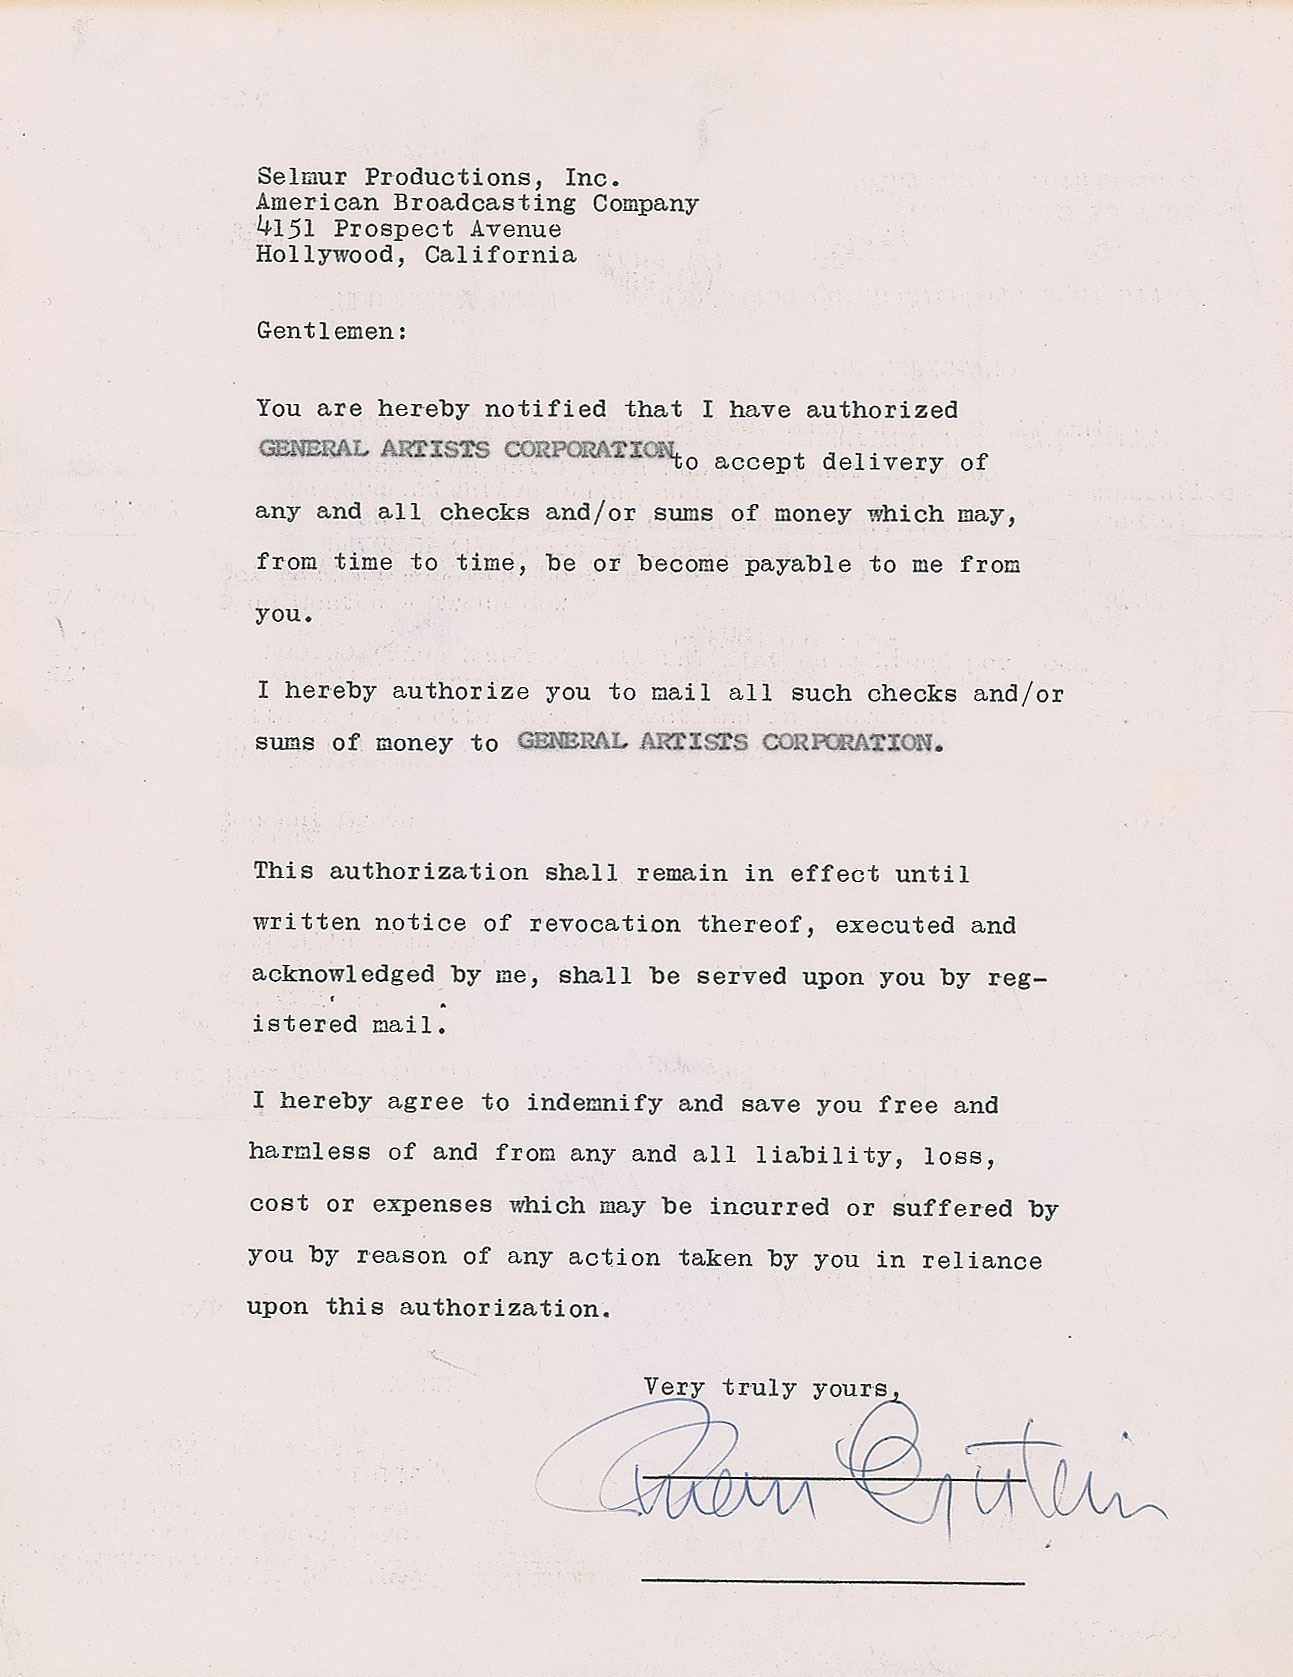 Selmur Productions, Inc.
American Broadcasting Company
4151 Prospect Avenue
Hollywood, California
Gentlemen:
You are hereby notified that I have authorized
GENERAL ARTISTS CORPORATION to accept delivery of
any and all checks and/or sums of money which may,
from time to time, be or become payable to me from
you.
I hereby authorize you to mail all such checks and/or
sums of money to GENERAL ARTISTS CORPORATION.
This authorization shall remain in effect until
written notice of revocation thereof, executed and
acknowledged by me, shall be served upon you by reg-
istered mail.
I hereby agree to indemnify and save you free and
harmless of and from any and all liability, loss,
cost or expenses which may be incurred or suffered by
you by reason of any action taken by you in reliance
upon this authorization.
Very truly yours,
Brian Epstein